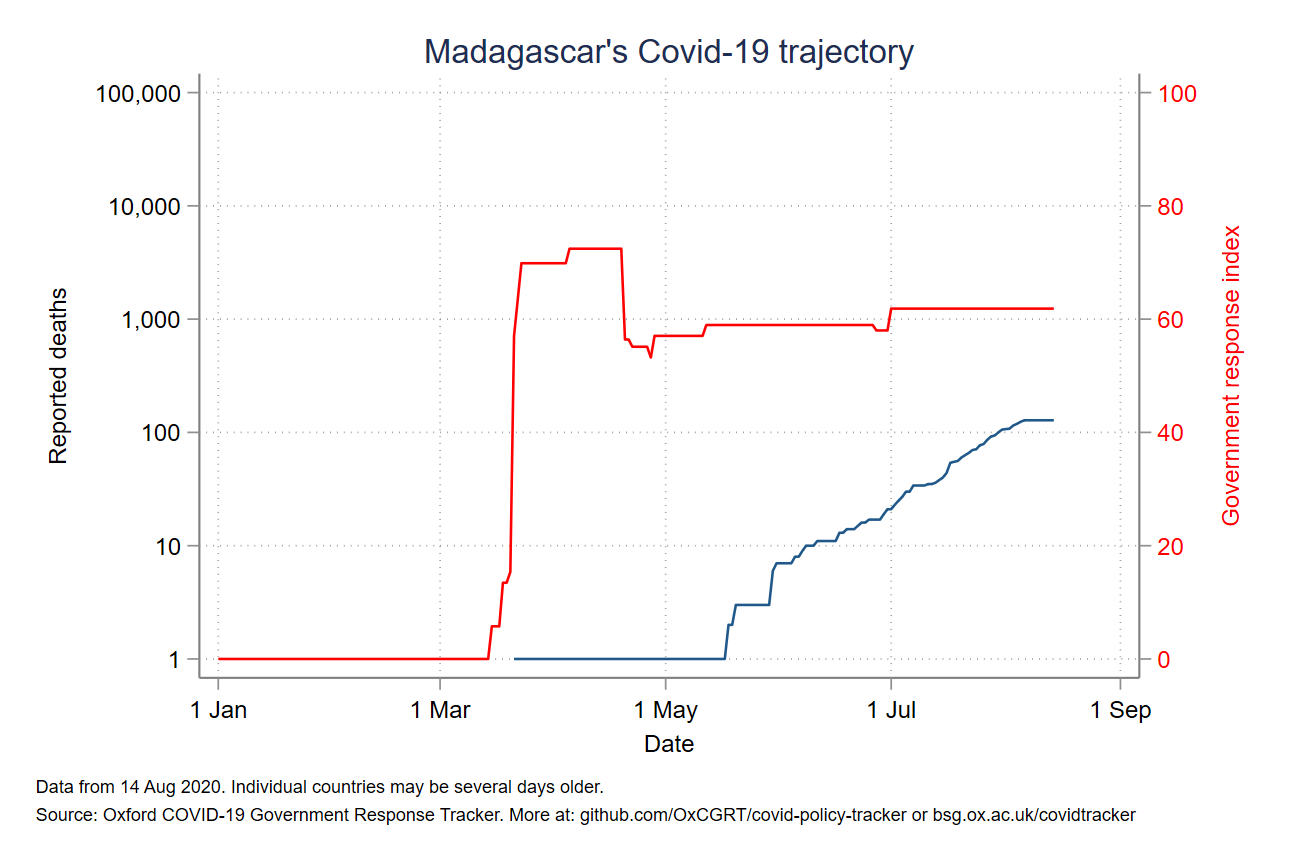 Madagascar's Covid-19 trajectory
100,000
10,000
1,000
100
10
1
Reported deaths
100
80
60
40
20
0
Government response index
1 Jan
1 Mar
1 May
1 Jul
1 Sep
Date
Data from 14 Aug 2020. Individual countries may be several days older.
Source: Oxford COVID-19 Government Response Tracker. More at: github.com/OxCGRT/covid-policy-tracker or bsg.ox.ac.uk/covidtracker